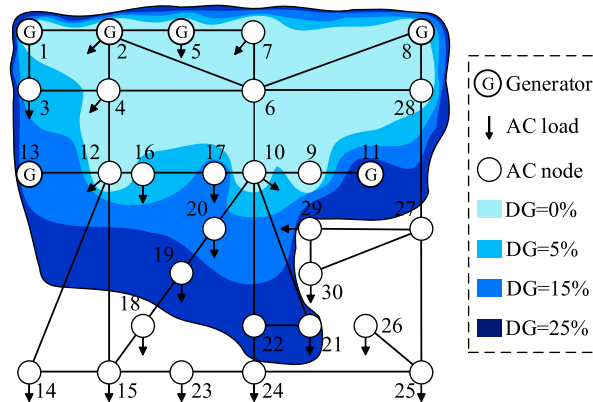 G G G G
1 2 5 7 8
3 4 6 28
13 12 16 17 10 9 11
G G
20 29 27
19 30
18 22 21 26
14 15 23 24 25
G Generator
AC load
AC node
DG=0%
DG=5%
DG=15%
DG=25%